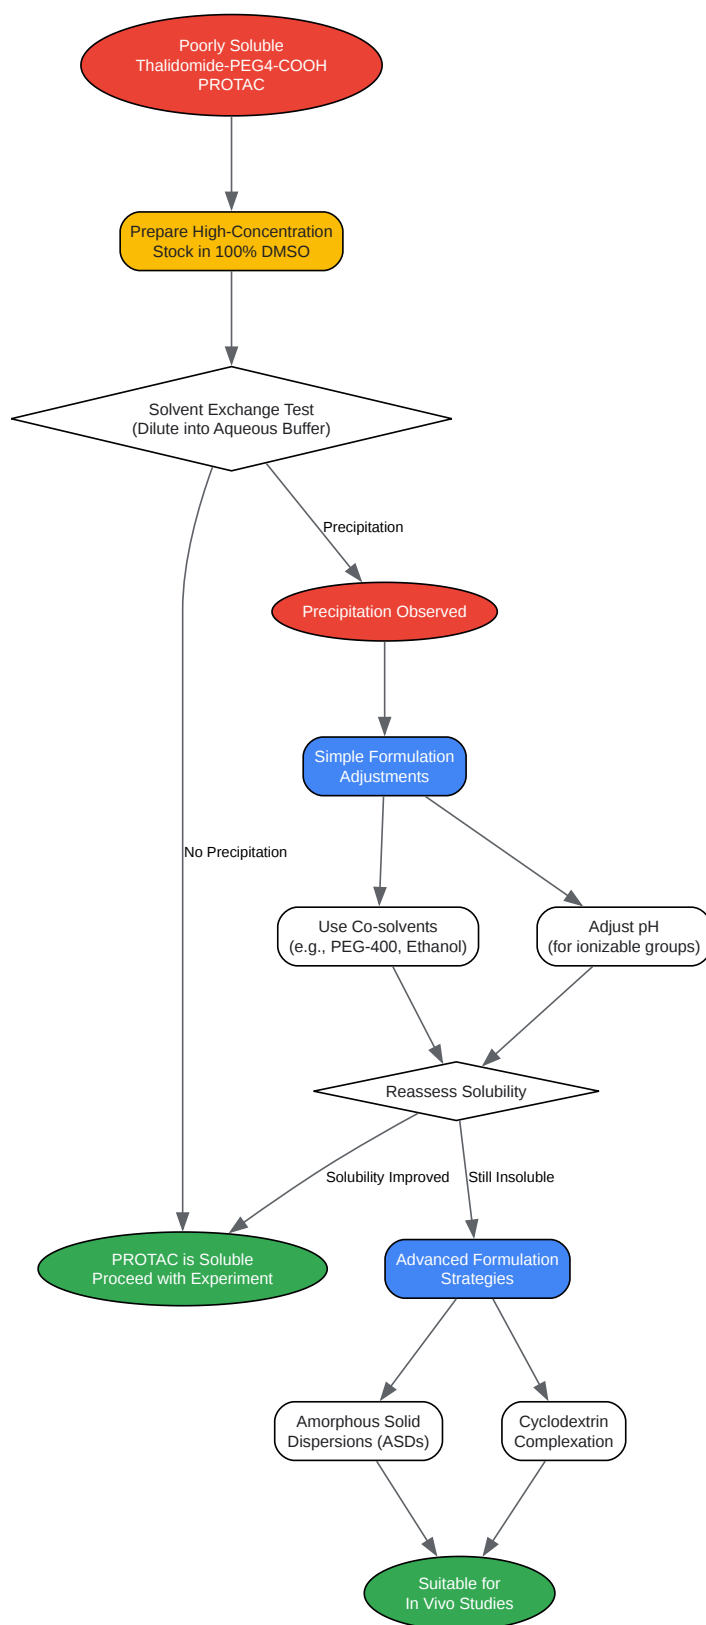 Poorly Soluble
Thalidomide-PEG4-COOH
PROTAC
Prepare High-Concentration
Stock in 100% DMSO
Solvent Exchange Test
(Dilute into Aqueous Buffer)
Precipitation
Precipitation Observed
Simple Formulation
Adjustments
No Precipitation
Use Co-solvents
(e.g., PEG-400, Ethanol)
Adjust pH
(for ionizable groups)
Reassess Solubility
Solubility Improved
Still Insoluble
PROTAC is Soluble
Proceed with Experiment
Advanced Formulation
Strategies
Amorphous Solid
Dispersions (ASDs)
Cyclodextrin
Complexation
Suitable for
In Vivo Studies